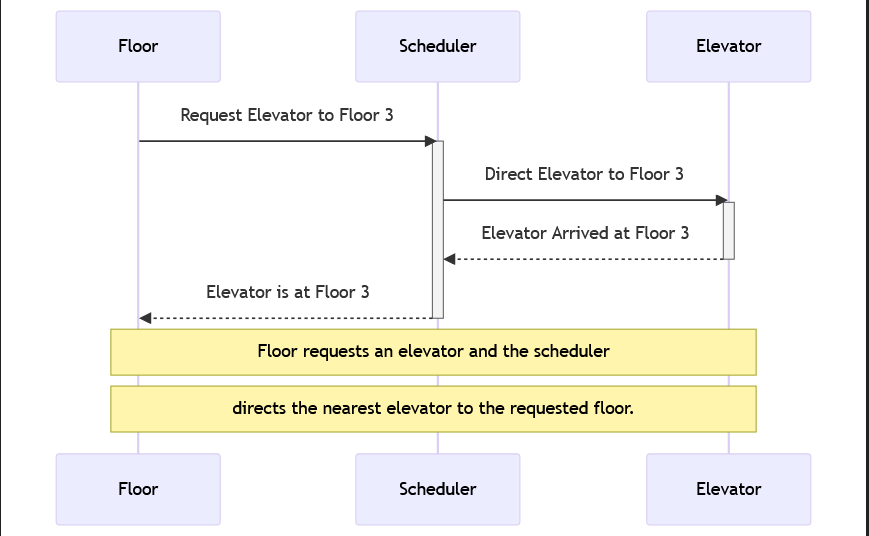 Floor
Scheduler
Elevator
Request Elevator to Floor 3
Direct Elevator to Floor 3
Elevator Arrived at Floor 3
Elevator is at Floor 3
Floor requests an elevator and the scheduler
directs the nearest elevator to the requested floor.
Floor
Scheduler
Elevator